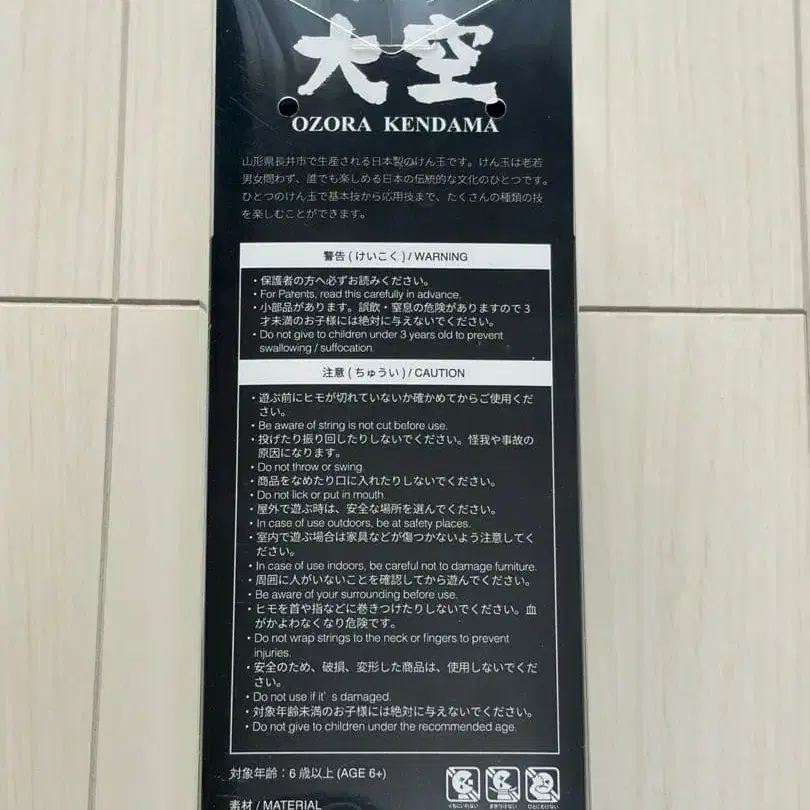 大空
OZORA KENDAMA
山形県長井市で生産される日本製のけん玉です。けん玉は老若
男女問わず、誰でも楽しめる日本の伝統的な文化のひとつです。
ひとつのけん玉で基本技から応用技まで、たくさんの種類の技
を楽しむことができます。
警告 ( けいこく ) / WARNING
・保護者の方へ必ずお読みください。
・For Patents, read this carefully in advance.
・小部品があります。誤飲・窒息の危険がありますので 3
才未満のお子様には絶対に与えないでください。
・Do not give to children under 3 years old to prevent
swallowing / suffocation.
注意 ( ちゅうい ) / CAUTION
・遊ぶ前にヒモが切れていないか確かめてからご使用くだ
さい。
・Be aware of string is not cut before use.
・投げたり振り回したりしないでください。怪我や事故の
原因になります。
・Do not throw or swing.
・商品をなめたり口に入れたりしないでください。
・Do not lick or put in mouth.
・屋外で遊ぶ時は、安全な場所を選んでください。
・In case of use outdoors, be at safety places.
・室内で遊ぶ場合は家具などが傷つかないよう注意してく
ださい。
・In case of use indoors, be careful not to damage furniture.
・周囲に人がいないことを確認してから遊んでください。
・Be aware of your surrounding before use.
・ヒモを首や指などに巻きつけたりしないでください。血
がかよわなくなり危険です。
・Do not wrap strings to the neck or fingers to prevent
injuries.
・安全のため、破損、変形した商品は、使用しないでくだ
さい。
・Do not use if it' s damaged.
・対象年齢未満のお子様には絶対に与えないでください。
・Do not give to children under the recommended age.
対象年齢：6 歳以上 (AGE 6+)
くちにいれない まきつけない ひとにむけない
素材 / MATERIAL